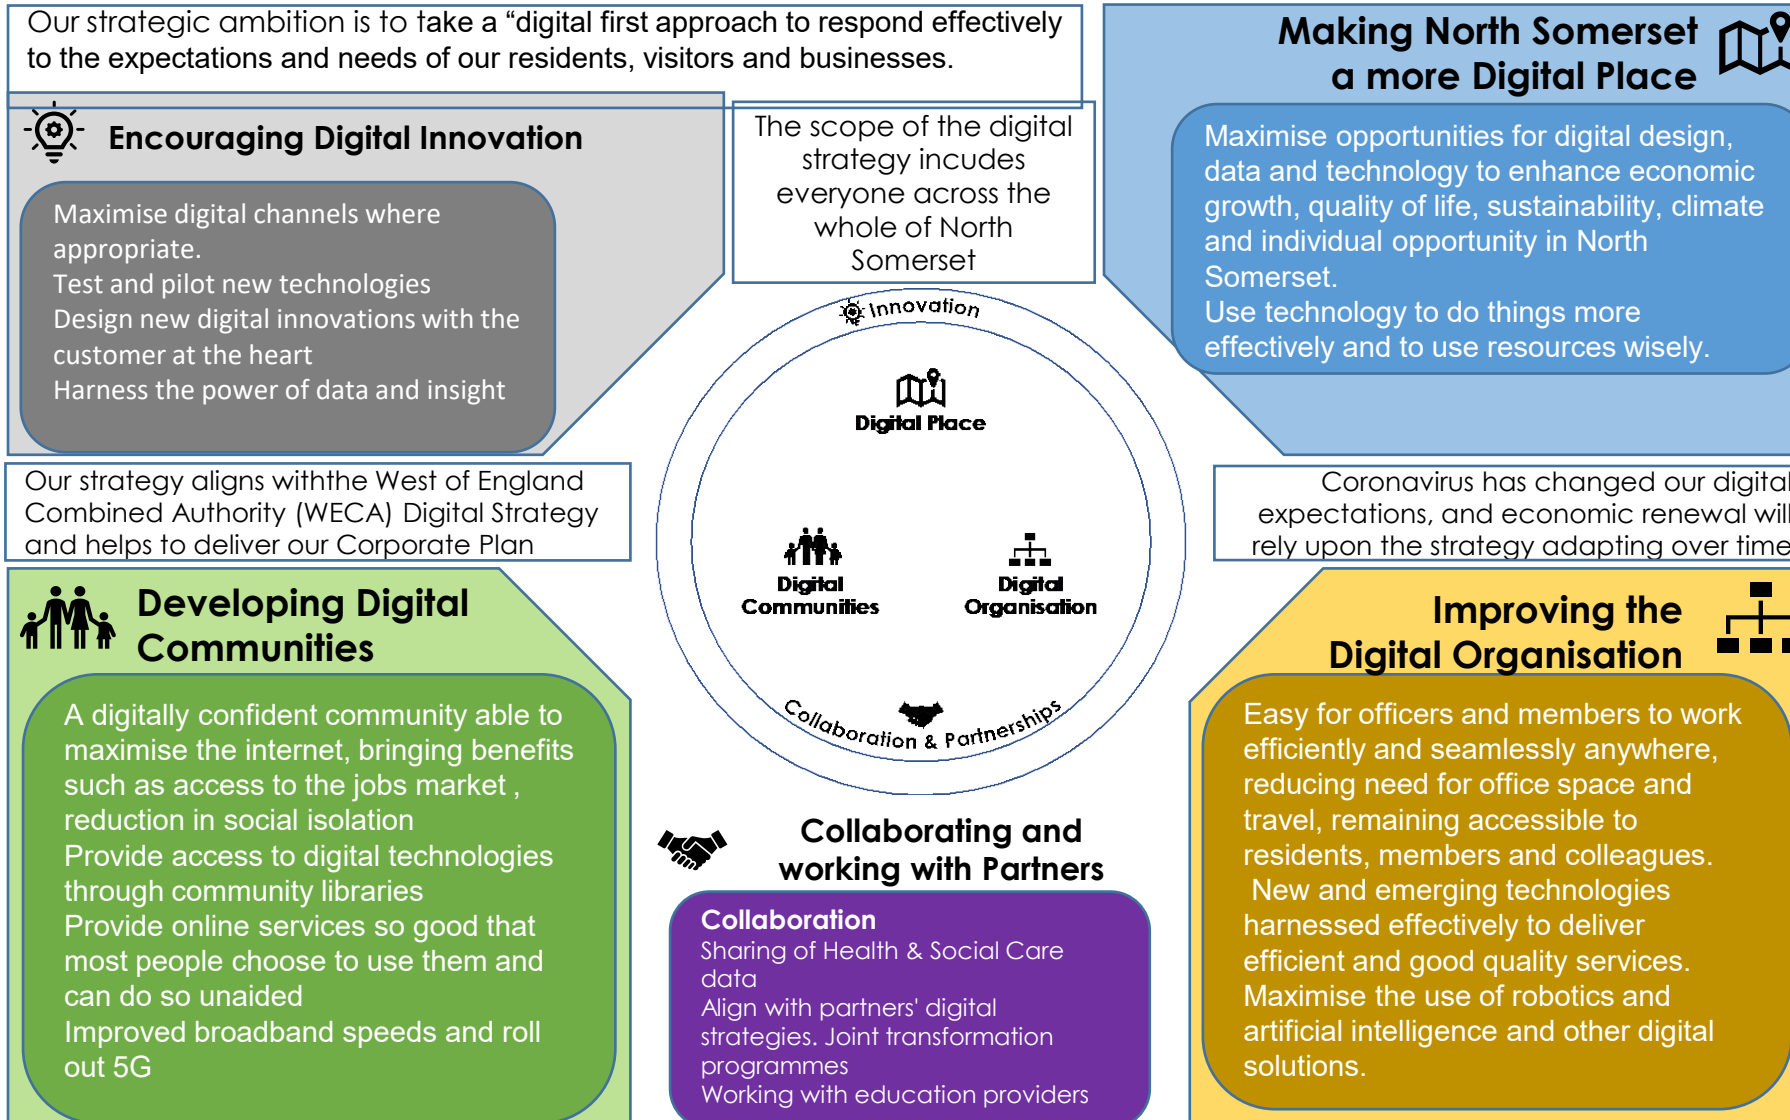 Our strategic ambition is to take a “digital first approach to respond effectively
to the expectations and needs of our residents, visitors and businesses.
Making North Somerset
a more Digital Place
Maximise opportunities for digital design,
data and technology to enhance economic
growth, quality of life, sustainability, climate
and individual opportunity in North
Somerset.
Use technology to do things more
effectively and to use resources wisely.
Encouraging Digital Innovation
Maximise digital channels where
appropriate.
Test and pilot new technologies
Design new digital innovations with the
customer at the heart
Harness the power of data and insight
The scope of the digital
strategy incudes
everyone across the
whole of North
Somerset
Innovation
Digital Place
Digital
Communities
Digital
Organisation
Collaboration & Partnerships
Our strategy aligns withthe West of England
Combined Authority (WECA) Digital Strategy
and helps to deliver our Corporate Plan
Coronavirus has changed our digital
expectations, and economic renewal will
rely upon the strategy adapting over time
Developing Digital
Communities
A digitally confident community able to
maximise the internet, bringing benefits
such as access to the jobs market ,
reduction in social isolation
Provide access to digital technologies
through community libraries
Provide online services so good that
most people choose to use them and
can do so unaided
Improved broadband speeds and roll
out 5G
Collaborating and
working with Partners
Collaboration
Sharing of Health & Social Care
data
Align with partners' digital
strategies. Joint transformation
programmes
Working with education providers
Improving the
Digital Organisation
Easy for officers and members to work
efficiently and seamlessly anywhere,
reducing need for office space and
travel, remaining accessible to
residents, members and colleagues.
New and emerging technologies
harnessed effectively to deliver
efficient and good quality services.
Maximise the use of robotics and
artificial intelligence and other digital
solutions.